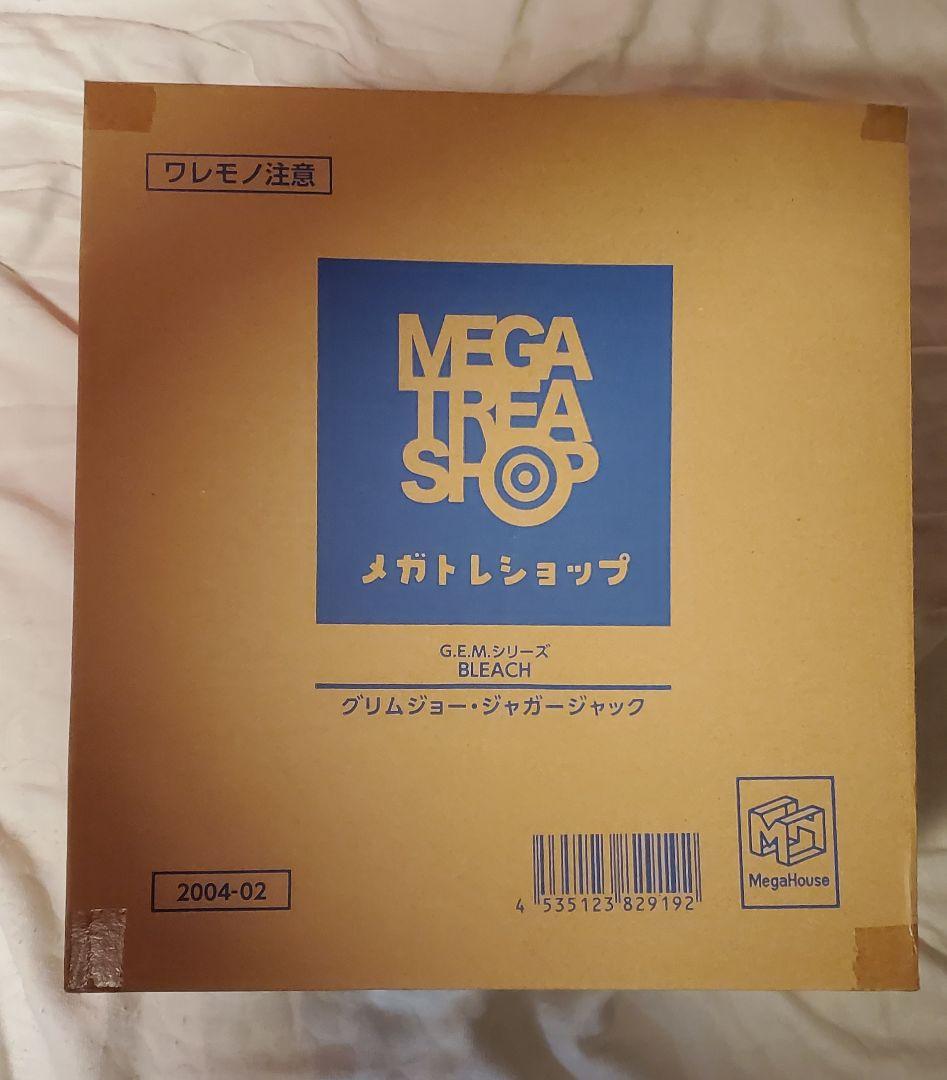 ワレモノ注意
MEGA
TREA
SHOP
メガトレショップ
G.E.M.シリーズ
BLEACH
グリムジョー・ジャガージャック
2004-02
4 535123 829192
MegaHouse